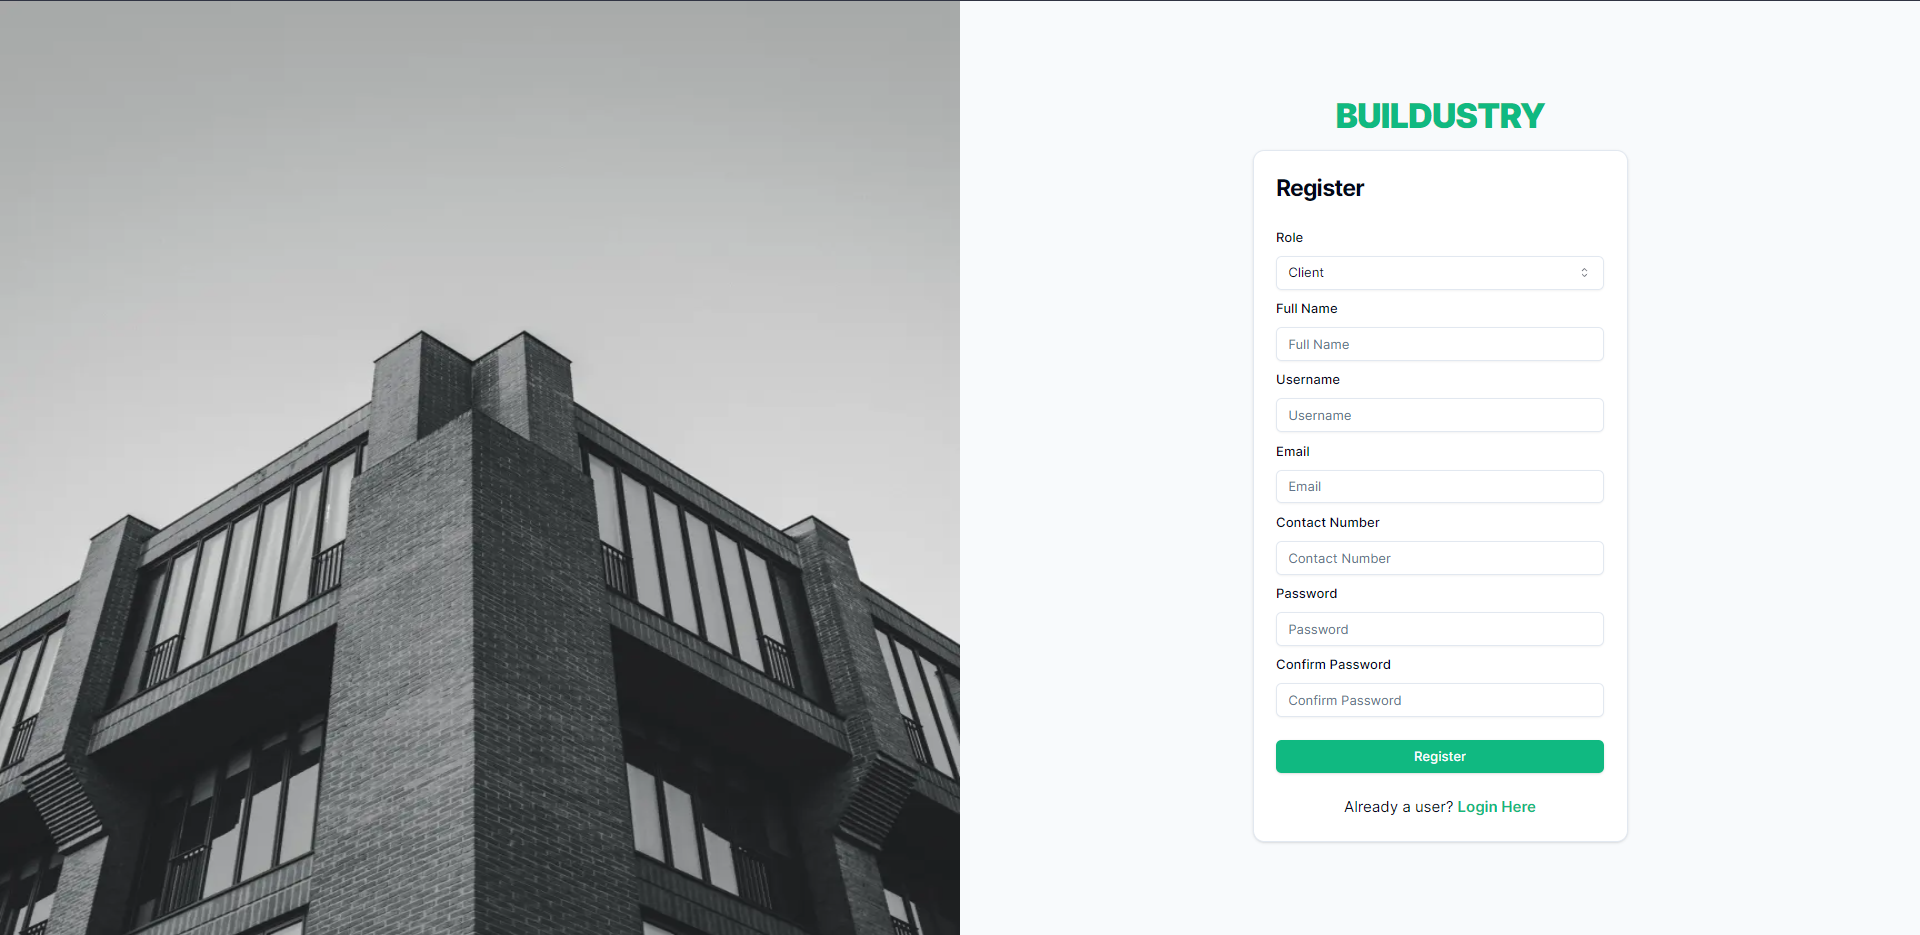 BUILDUSTRY
Register
Role
Client
Full Name
Full Name
Username
Username
Email
Email
Contact Number
Contact Number
Password
Password
Confirm Password
Confirm Password
Register
Already a user? Login Here